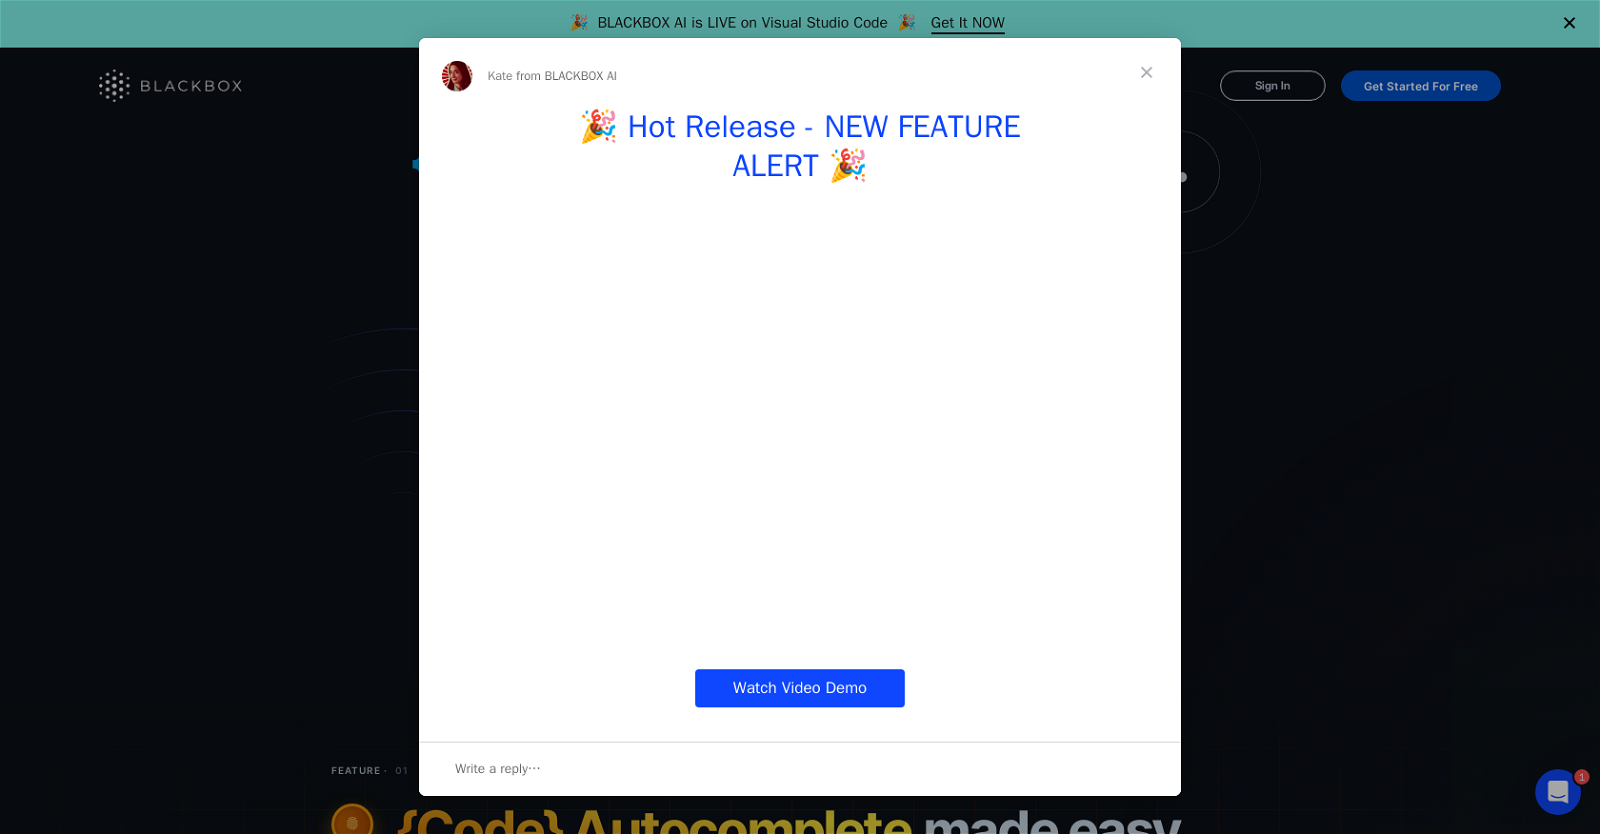 🎉 BLACKBOX AI is LIVE on Visual Studio Code 🎉 Get It NOW
BLACKBOX
Sign In
Get Started For Free
Kate from BLACKBOX AI
🎉 Hot Release - NEW FEATURE
ALERT 🎉
Watch Video Demo
Write a reply…
FEATURE · 01
{Code} Autocomplete made easy
1